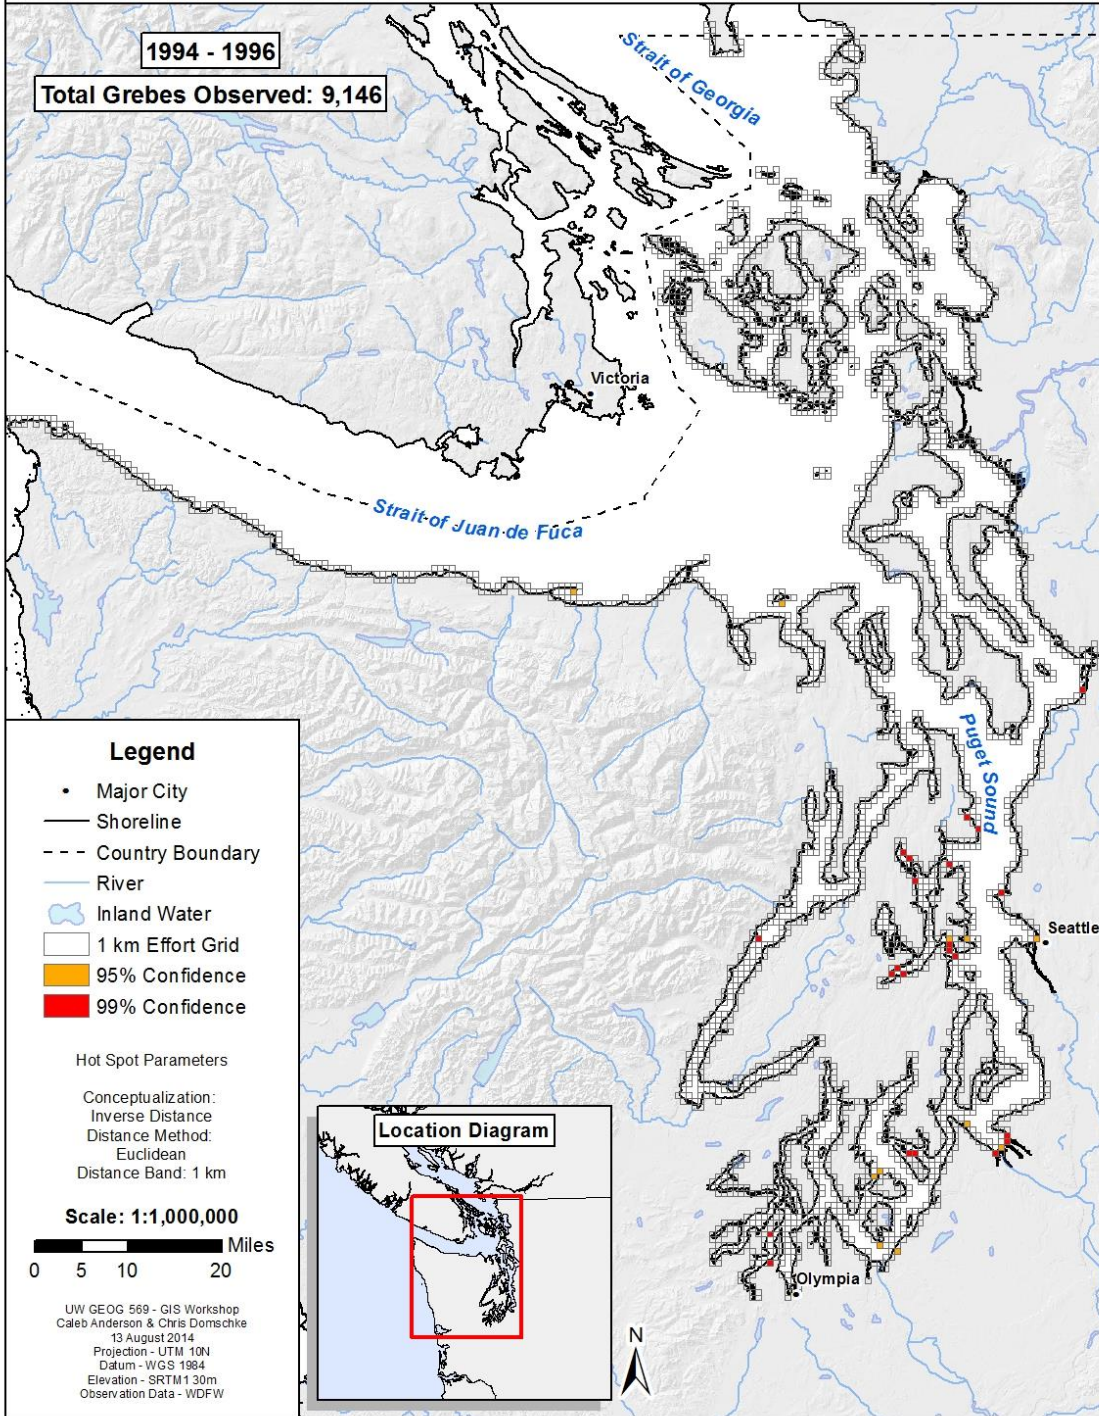 1994 - 1996
Total Grebes Observed: 9,146
Strait of Georgia
Victoria
Strait of Juan de Fuca
Puget Sound
Seattle
Olympia
Legend
Major City
Shoreline
Country Boundary
River
Inland Water
1 km Effort Grid
95% Confidence
99% Confidence
Hot Spot Parameters
Conceptualization:
Inverse Distance
Distance Method:
Euclidean
Distance Band: 1 km
Scale: 1:1,000,000
Miles
0 5 10 20
UW GEOG 569 - GIS Workshop
Caleb Anderson & Chris Domschke
13 August 2014
Projection - UTM 10N
Datum - WGS 1984
Elevation - SRTM1 30m
Observation Data - WDFW
Location Diagram
N